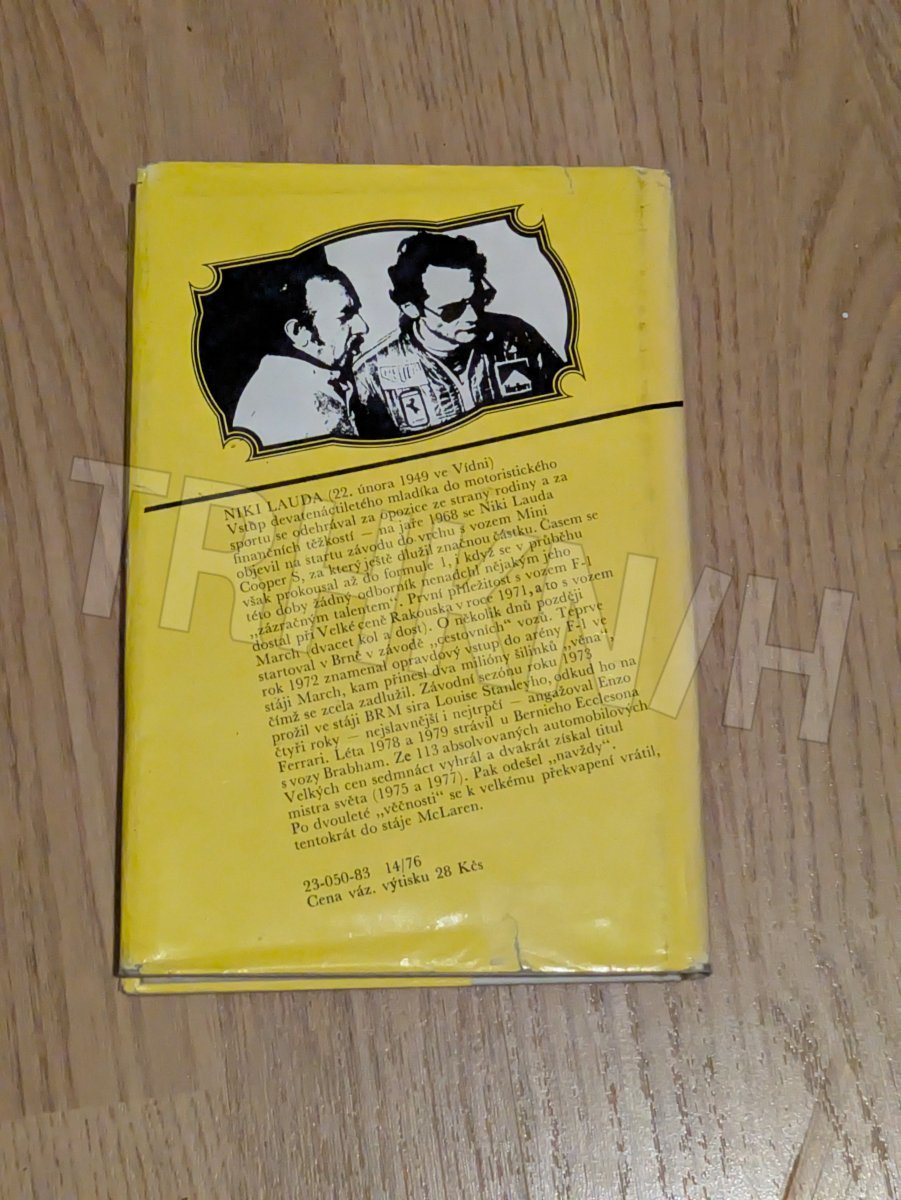 Marlboro
NIKI LAUDA (22. února 1949 ve Vídni)
Vstup devatenáctiletého mladíka do motoristického
sportu se odehrával za opozice ze strany rodiny a za
finančních těžkostí — na jaře 1968 se Niki Lauda
objevil na startu závodu do vrchu s vozem Mini
Cooper S, za který ještě dlužil značnou částku. Časem se
však prokousal až do formule 1, i když se v průběhu
této doby žádný odborník nenadchl nějakým jeho
„zázračným talentem“. První příležitost s vozem F-1
dostal při Velké ceně Rakouska v roce 1971, a to s vozem
March (dvacet kol a dost). O několik dnů později
startoval v Brně v závodě „cestovních“ vozů. Teprve
rok 1972 znamenal opravdový vstup do arény F-1 ve
stáji March, kam přinesl dva milióny šilinků „věna“,
čímž se zcela zadlužil. Závodní sezónu roku 1973
prožil ve stáji BRM sira Louise Stanleyho, odkud ho na
čtyři roky — nejslavnější i nejtrpčí — angažoval Enzo
Ferrari. Léta 1978 a 1979 strávil u Bernieho Ecclesona
s vozy Brabham. Ze 113 absolvovaných automobilových
Velkých cen sedmnáct vyhrál a dvakrát získal titul
mistra světa (1975 a 1977). Pak odešel „navždy“.
Po dvouleté „věčnosti“ se k velkému překvapení vrátil,
tentokrát do stáje McLaren.
23-050-83 14/76
Cena váz. výtisku 28 Kčs